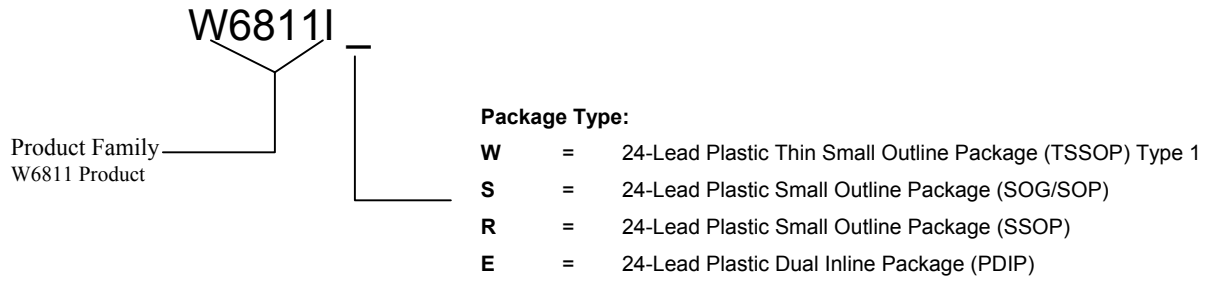 W6811I _
Product Family
W6811 Product
Package Type:
W = 24-Lead Plastic Thin Small Outline Package (TSSOP) Type 1
S = 24-Lead Plastic Small Outline Package (SOG/SOP)
R = 24-Lead Plastic Small Outline Package (SSOP)
E = 24-Lead Plastic Dual Inline Package (PDIP)